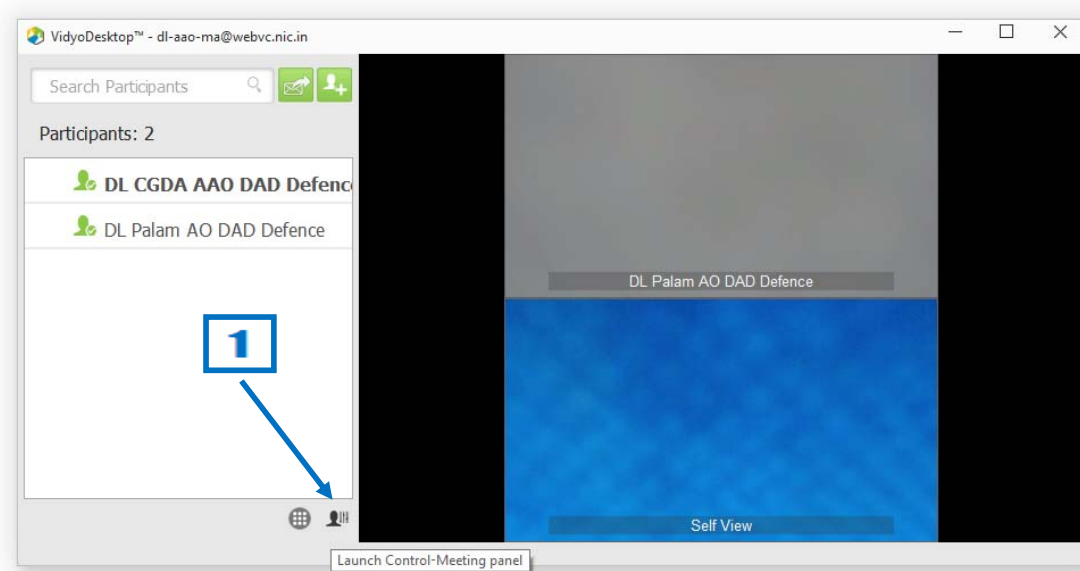 VidyoDesktop™ - dl-aao-ma@webvc.nic.in
Search Participants
Participants: 2
DL CGDA AAO DAD Defenc
DL Palam AO DAD Defence
1
Launch Control-Meeting panel
DL Palam AO DAD Defence
Self View